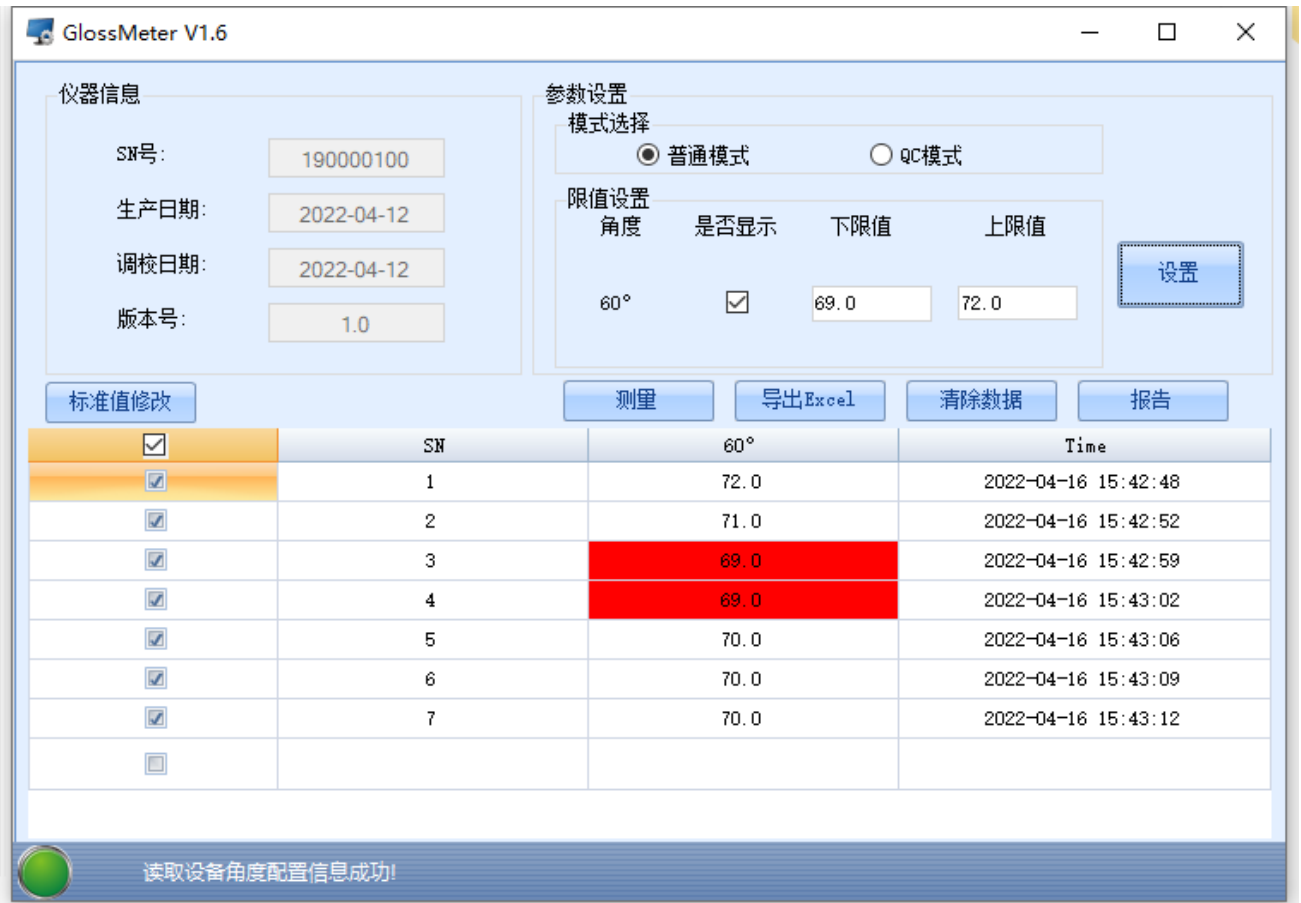 GlossMeter V1.6
仪器信息
SN号:
190000100
生产日期:
2022-04-12
调校日期:
2022-04-12
版本号:
1.0
参数设置
模式选择
普通模式 QC模式
限值设置
角度 是否显示 下限值 上限值
60° 69.0 72.0
设置
标准值修改 测量 导出Excel 清除数据 报告
SN 60° Time
1 72.0 2022-04-16 15:42:48
2 71.0 2022-04-16 15:42:52
3 69.0 2022-04-16 15:42:59
4 69.0 2022-04-16 15:43:02
5 70.0 2022-04-16 15:43:06
6 70.0 2022-04-16 15:43:09
7 70.0 2022-04-16 15:43:12
读取设备角度配置信息成功!